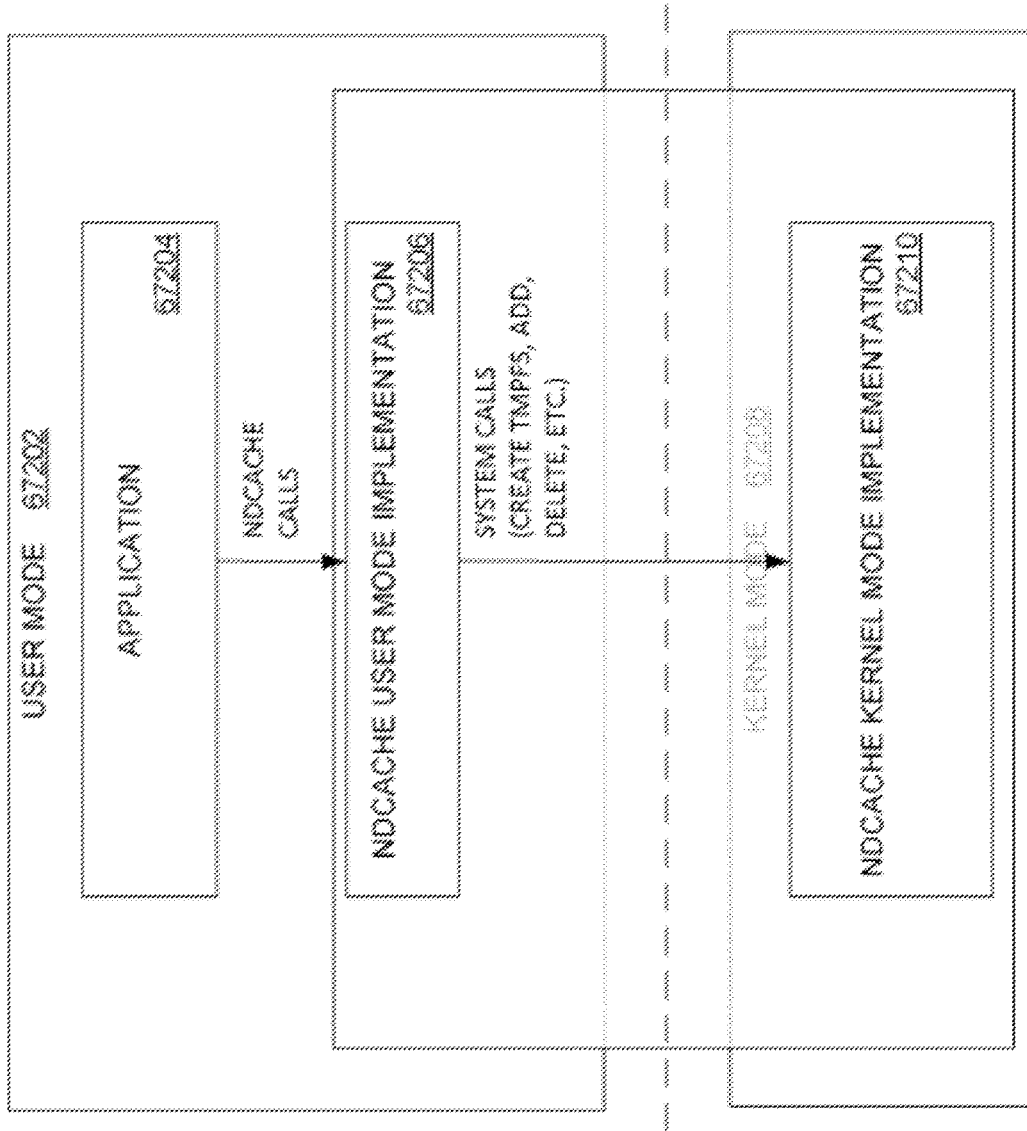 USER MODE 67202
APPLICATION
67204
NDCACHE
CALLS
NDCACHE USER MODE IMPLEMENTATION
67206
SYSTEM CALLS
(CREATE TMPFS, ADD,
DELETE, ETC.)
KERNEL MODE 67208
NDCACHE KERNEL MODE IMPLEMENTATION
67210